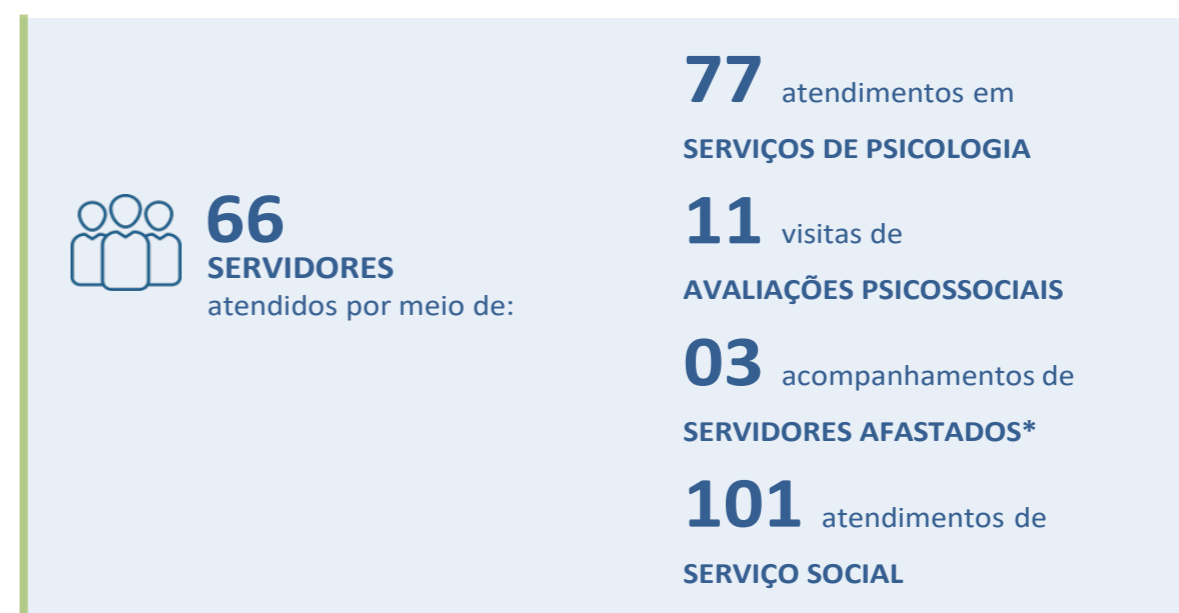 66
SERVIDORES
atendidos por meio de:
77 atendimentos em
SERVIÇOS DE PSICOLOGIA
11 visitas de
AVALIAÇÕES PSICOSSOCIAIS
03 acompanhamentos de
SERVIDORES AFASTADOS*
101 atendimentos de
SERVIÇO SOCIAL